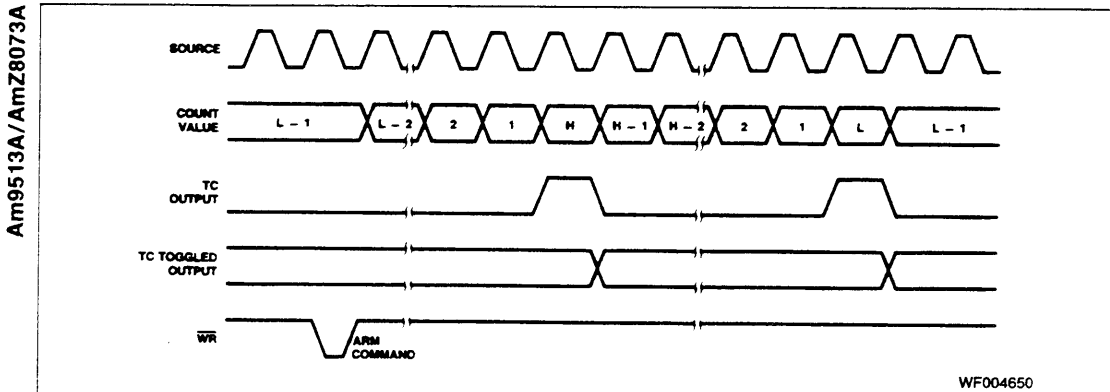 Am9513A/AmZ8073A
SOURCE
COUNT
VALUE
L – 1 L – 2 2 1 H H – 1 H – 2 2 1 L L – 1
TC
OUTPUT
TC TOGGLED
OUTPUT
WR
ARM
COMMAND
WF004650